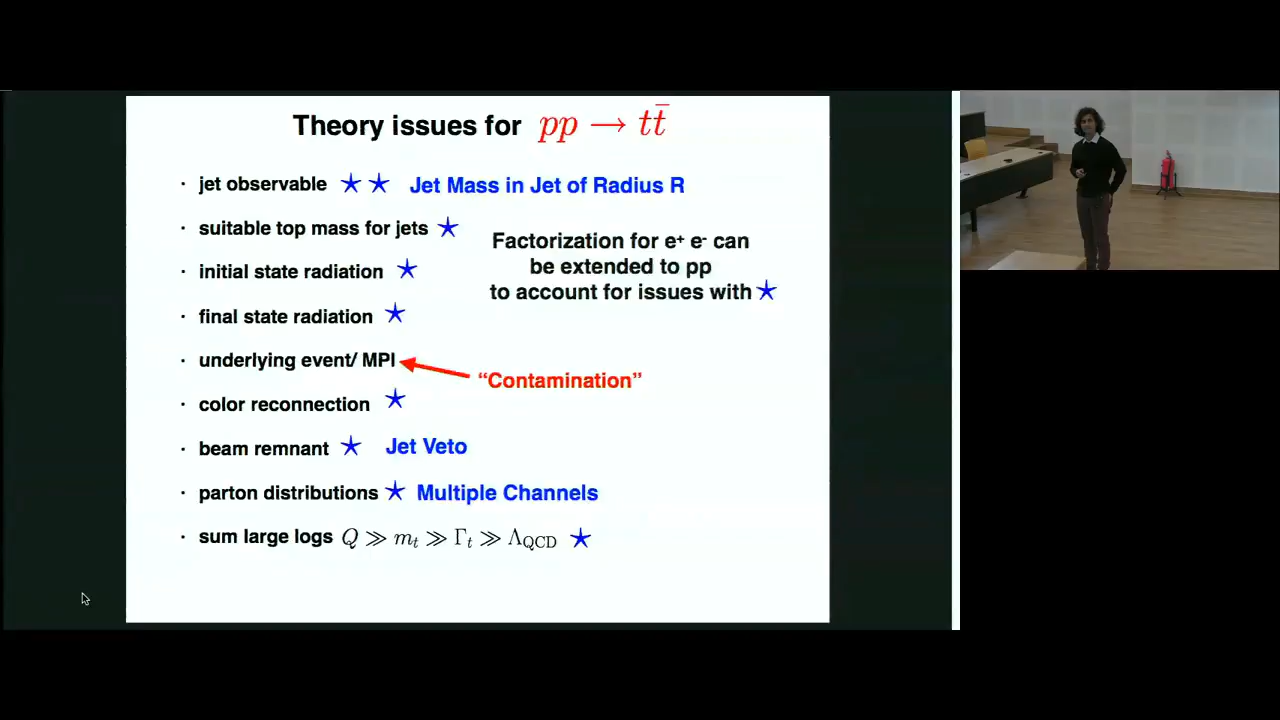 Theory issues for pp → tt̄
· jet observable ★ ★ Jet Mass in Jet of Radius R
· suitable top mass for jets ★
Factorization for e⁺ e⁻ can
be extended to pp
to account for issues with ★
· initial state radiation ★
· final state radiation ★
· underlying event/ MPI
“Contamination”
· color reconnection ★
· beam remnant ★ Jet Veto
· parton distributions ★ Multiple Channels
· sum large logs Q ≫ mₜ ≫ Γₜ ≫ Λ_QCD ★